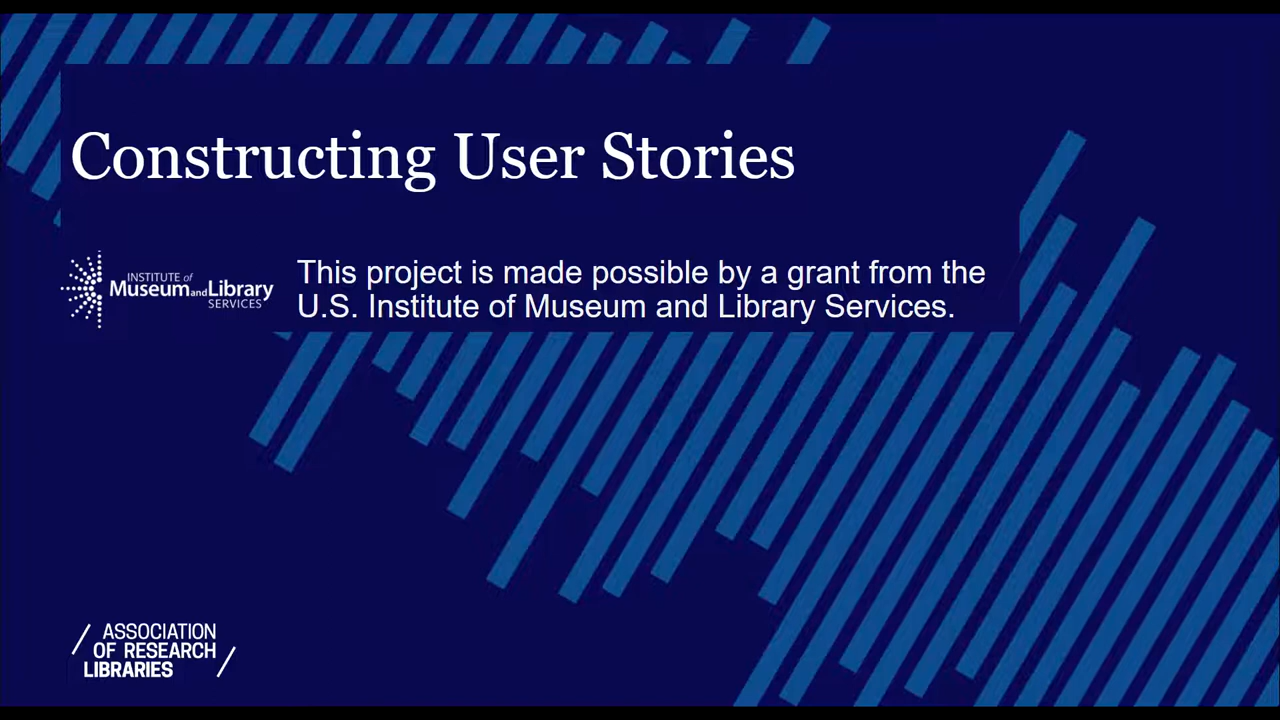 Constructing User Stories
INSTITUTE of
Museum and Library
SERVICES
This project is made possible by a grant from the
U.S. Institute of Museum and Library Services.
ASSOCIATION
OF RESEARCH
LIBRARIES